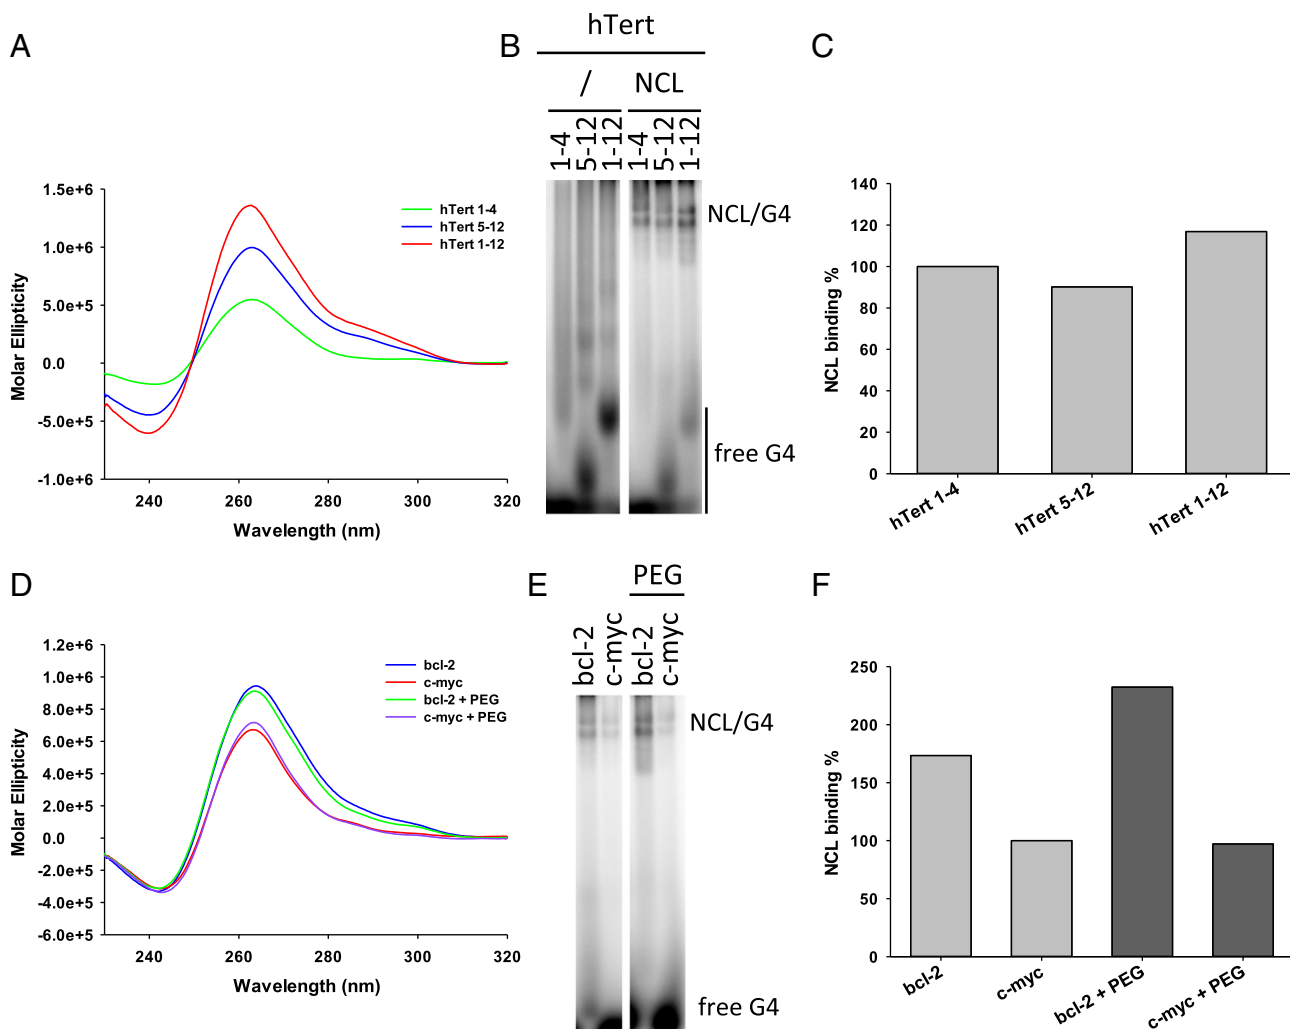 A
Molar Ellipticity
1.5e+6
1.0e+6
5.0e+5
0.0
-5.0e+5
-1.0e+6
240 260 280 300 320
Wavelength (nm)
hTert 1-4
hTert 5-12
hTert 1-12
B
hTert
/ NCL
1-4 5-12 1-12 1-4 5-12 1-12
NCL/G4
free G4
C
NCL binding %
140
120
100
80
60
40
20
0
hTert 1-4 hTert 5-12 hTert 1-12
D
Molar Ellipticity
1.2e+6
1.0e+6
8.0e+5
6.0e+5
4.0e+5
2.0e+5
0.0
-2.0e+5
-4.0e+5
-6.0e+5
240 260 280 300 320
Wavelength (nm)
bcl-2
c-myc
bcl-2 + PEG
c-myc + PEG
E
PEG
bcl-2 c-myc bcl-2 c-myc
NCL/G4
free G4
F
NCL binding %
250
200
150
100
50
0
bcl-2 c-myc bcl-2 + PEG c-myc + PEG